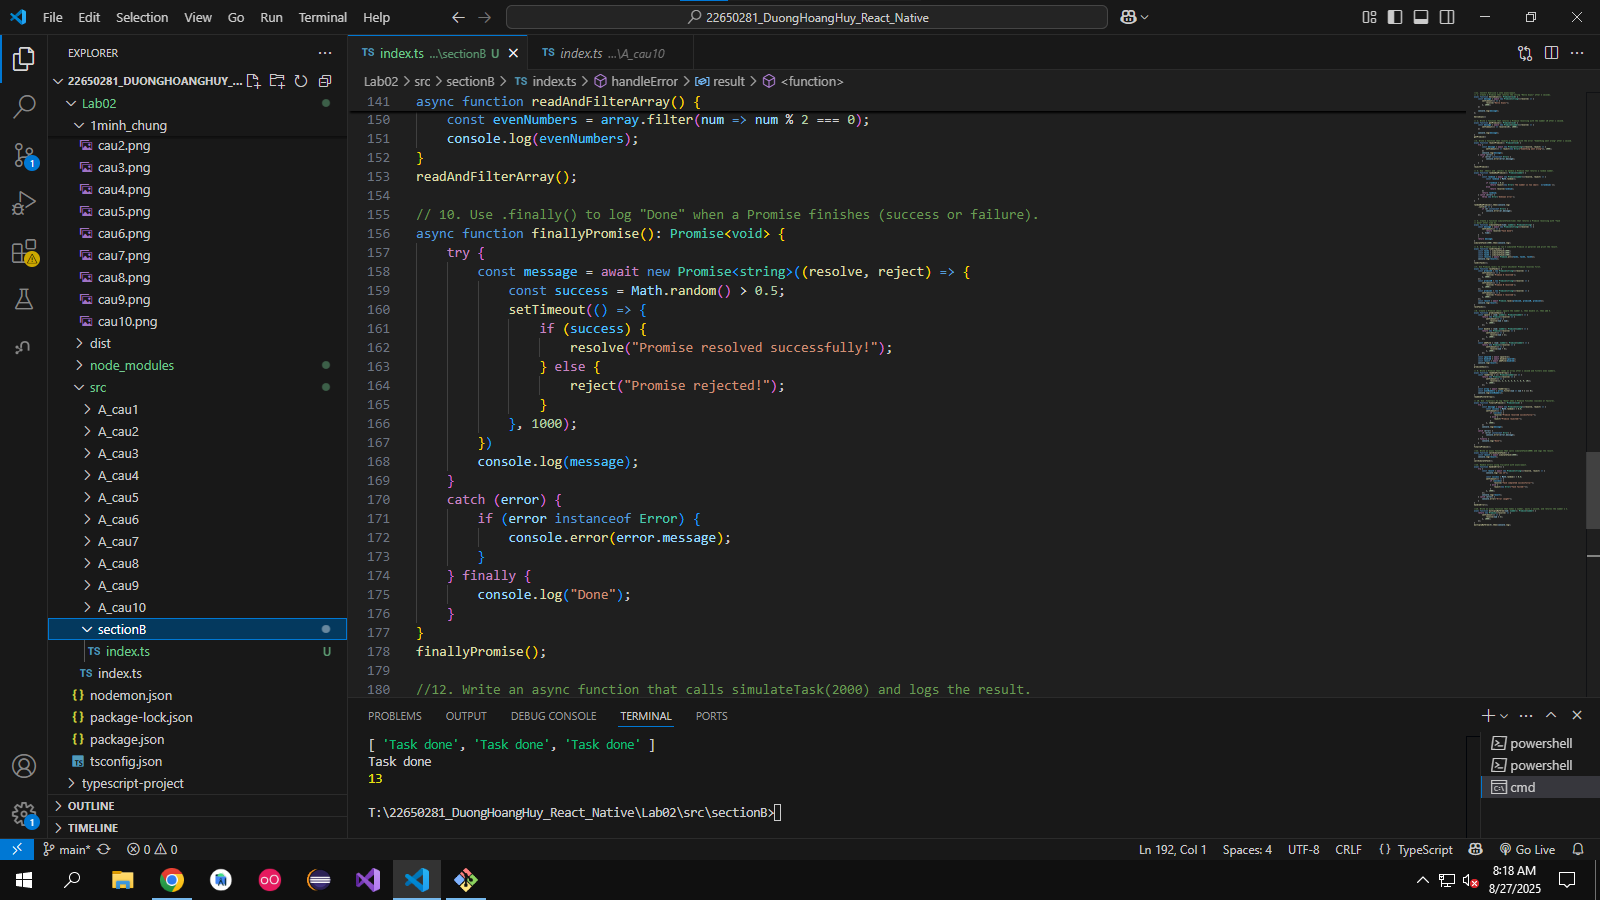 File Edit Selection View Go Run Terminal Help
22650281_DuongHoangHuy_React_Native
EXPLORER
22650281_DUONGHOANGHUY_...
Lab02
1minh_chung
cau2.png
cau3.png
cau4.png
cau5.png
cau6.png
cau7.png
cau8.png
cau9.png
cau10.png
dist
node_modules
src
A_cau1
A_cau2
A_cau3
A_cau4
A_cau5
A_cau6
A_cau7
A_cau8
A_cau9
A_cau10
sectionB
TS index.ts U
TS index.ts
nodemon.json
package-lock.json
package.json
tsconfig.json
typescript-project
OUTLINE
TIMELINE
TS index.ts ...\sectionB U
TS index.ts ...\A_cau10
Lab02 > src > sectionB > TS index.ts > handleError > result > <function>
141 async function readAndFilterArray() {
150 const evenNumbers = array.filter(num => num % 2 === 0);
151 console.log(evenNumbers);
152 }
153 readAndFilterArray();
154
155 // 10. Use .finally() to log "Done" when a Promise finishes (success or failure).
156 async function finallyPromise(): Promise<void> {
157 try {
158 const message = await new Promise<string>((resolve, reject) => {
159 const success = Math.random() > 0.5;
160 setTimeout(() => {
161 if (success) {
162 resolve("Promise resolved successfully!");
163 } else {
164 reject("Promise rejected!");
165 }
166 }, 1000);
167 })
168 console.log(message);
169 }
170 catch (error) {
171 if (error instanceof Error) {
172 console.error(error.message);
173 }
174 } finally {
175 console.log("Done");
176 }
177 }
178 finallyPromise();
179
180 //12. Write an async function that calls simulateTask(2000) and logs the result.
PROBLEMS OUTPUT DEBUG CONSOLE TERMINAL PORTS
[ 'Task done', 'Task done', 'Task done' ]
Task done
13
T:\22650281_DuongHoangHuy_React_Native\Lab02\src\sectionB>
powershell
powershell
cmd
main* 0 0
Ln 192, Col 1 Spaces: 4 UTF-8 CRLF {} TypeScript Go Live
8:18 AM
8/27/2025